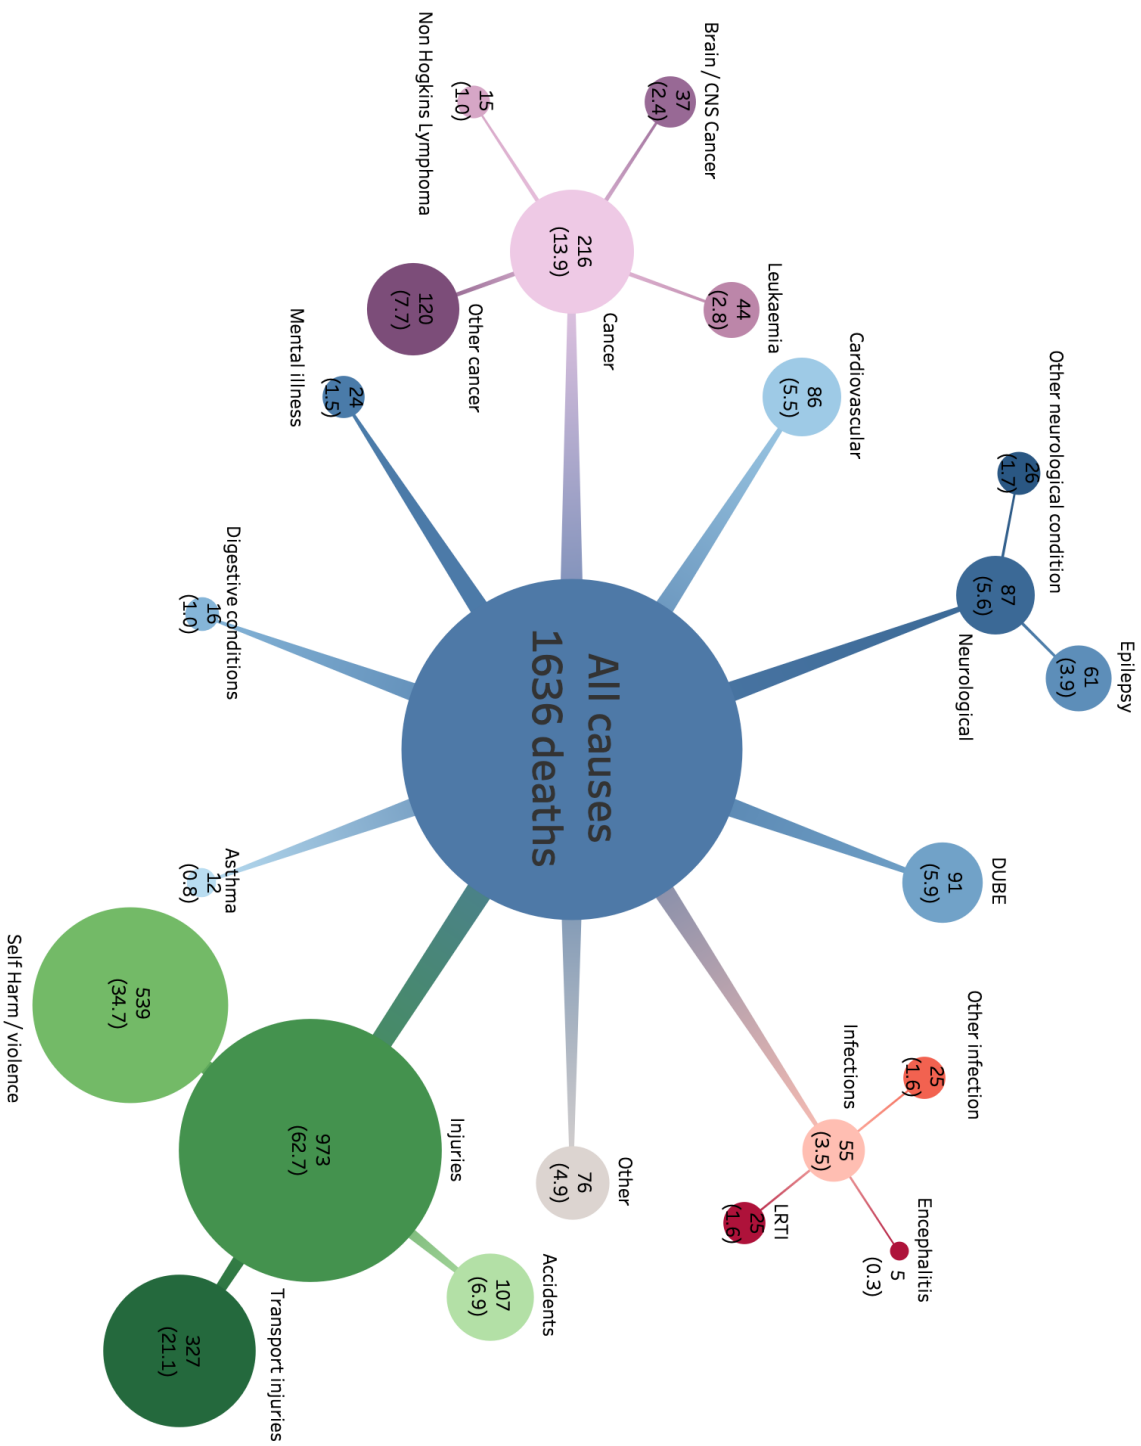 Epilepsy
61
(3.9)
Other neurological condition
26
(1.7)
87
(5.6)
Neurological
DUBE
91
(5.9)
Other infection
25
(1.6)
Encephalitis
5
(0.3)
Infections
55
(3.5)
LRTI
25
(1.6)
Cardiovascular
86
(5.5)
Leukaemia
44
(2.8)
Brain / CNS Cancer
37
(2.4)
Cancer
216
(13.9)
Non Hogkins Lymphoma
15
(1.0)
Other cancer
120
(7.7)
All causes
1636 deaths
Other
76
(4.9)
Accidents
107
(6.9)
Injuries
973
(62.7)
Transport injuries
327
(21.1)
Mental illness
24
(1.5)
Digestive conditions
16
(1.0)
Asthma
12
(0.8)
539
(34.7)
Self Harm / violence